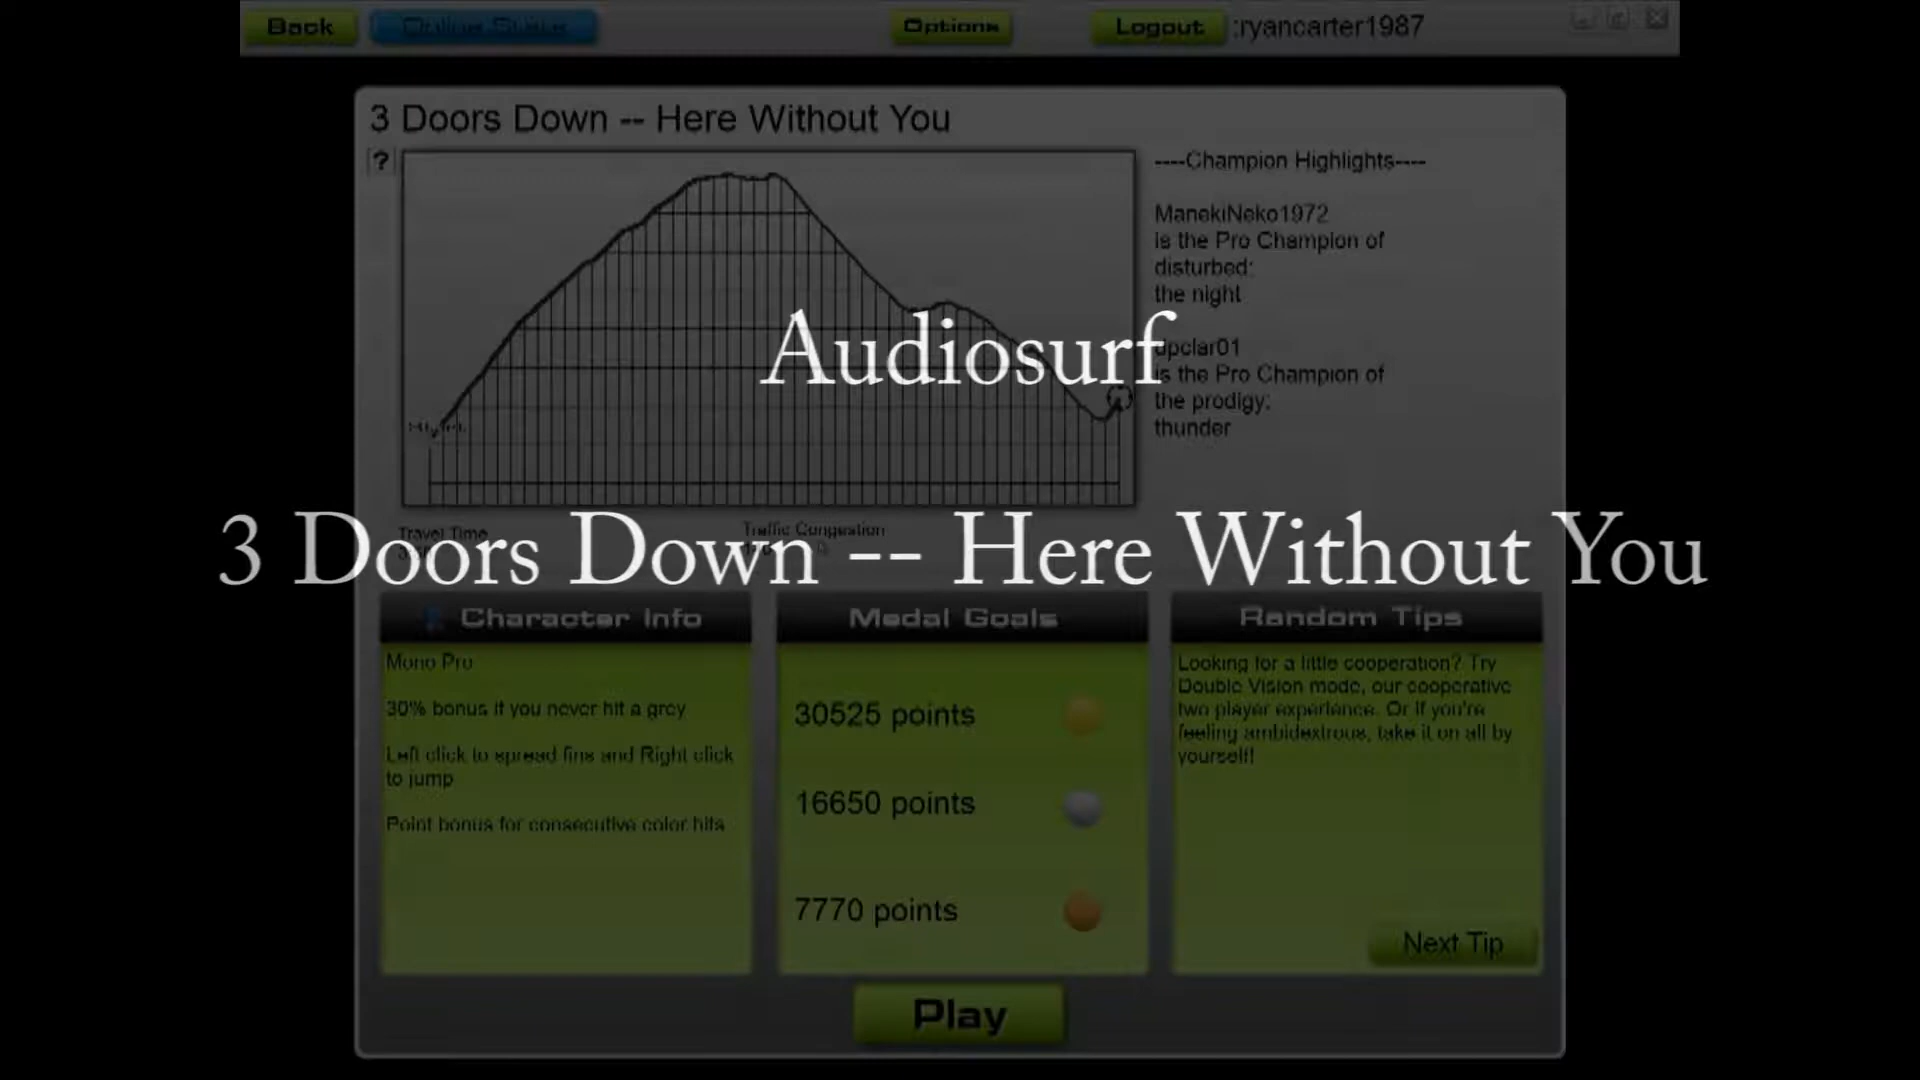 Back
Options
Logout :ryancarter1987
3 Doors Down -- Here Without You
?
----Champion Highlights----
ManekiNeko1972
is the Pro Champion of
disturbed:
the night
is the Pro Champion of
the prodigy:
thunder
Audiosurf
Travel Time
Traffic Congestion
3 Doors Down -- Here Without You
Character Info
Mono Pro
30% bonus if you never hit a grey
Left click to spread fins and Right click
to jump
Point bonus for consecutive color hits
Medal Goals
30525 points
16650 points
7770 points
Random Tips
Looking for a little cooperation? Try
Double Vision mode, our cooperative
two player experience. Or if you're
feeling ambidextrous, take it on all by
yourself!
Next Tip
Play